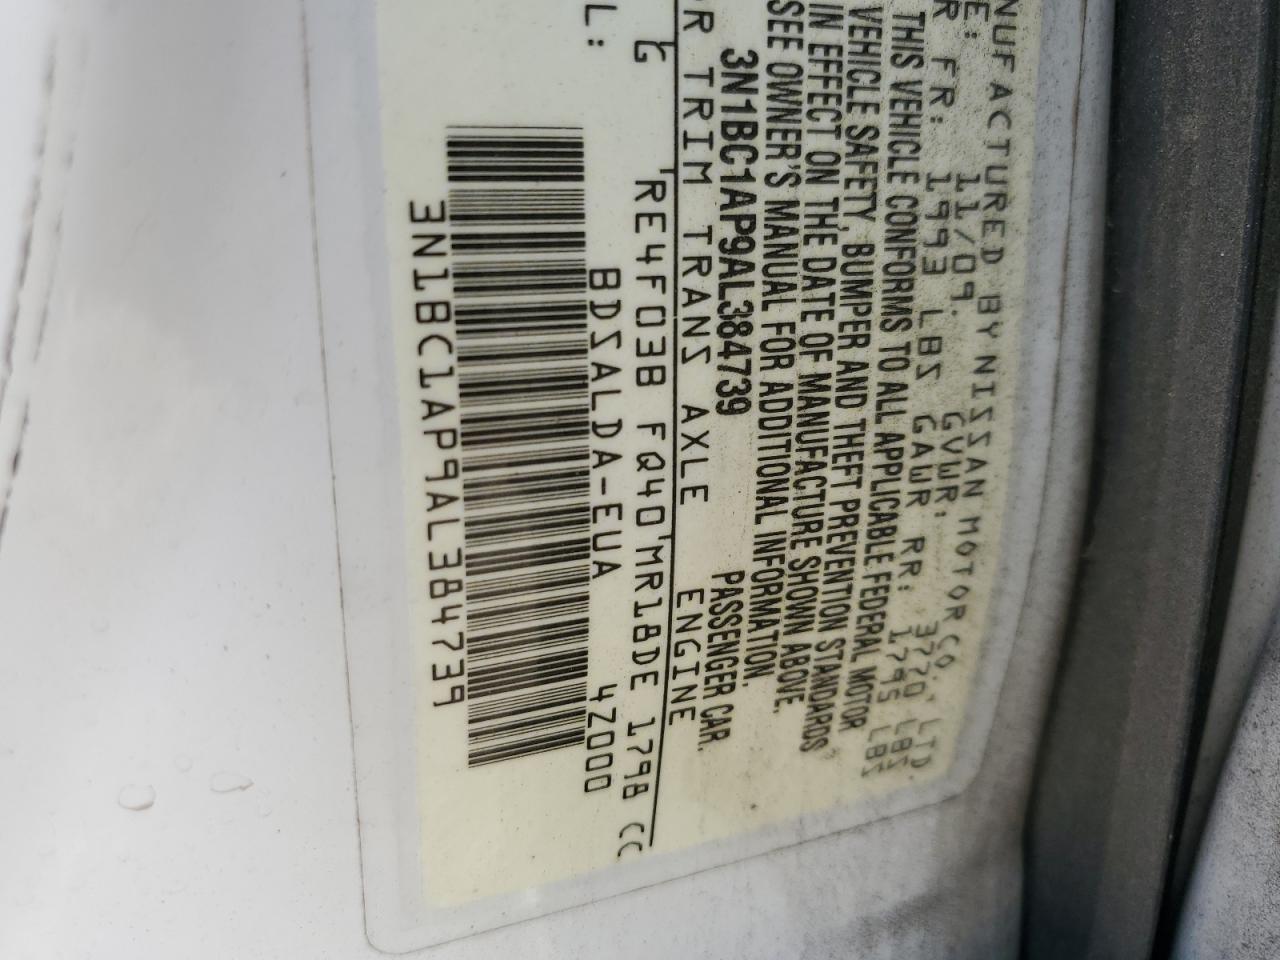 NUFACTURED BY NISSAN MOTOR CO., LTD.
E: 11/09. GVWR: 3720 LBS
R FR: 1993 LBS GAWR RR: 1795 LBS
THIS VEHICLE CONFORMS TO ALL APPLICABLE FEDERAL MOTOR
VEHICLE SAFETY, BUMPER AND THEFT PREVENTION STANDARDS
IN EFFECT ON THE DATE OF MANUFACTURE SHOWN ABOVE.
SEE OWNER'S MANUAL FOR ADDITIONAL INFORMATION.
3N1BC1AP9AL384739 PASSENGER CAR.
PR TRIM TRANS AXLE ENGINE
G RE4F03B FQ40 MR18DE 1798 CC
L: BDSALDA-EUA 4Z000
3N1BC1AP9AL384739